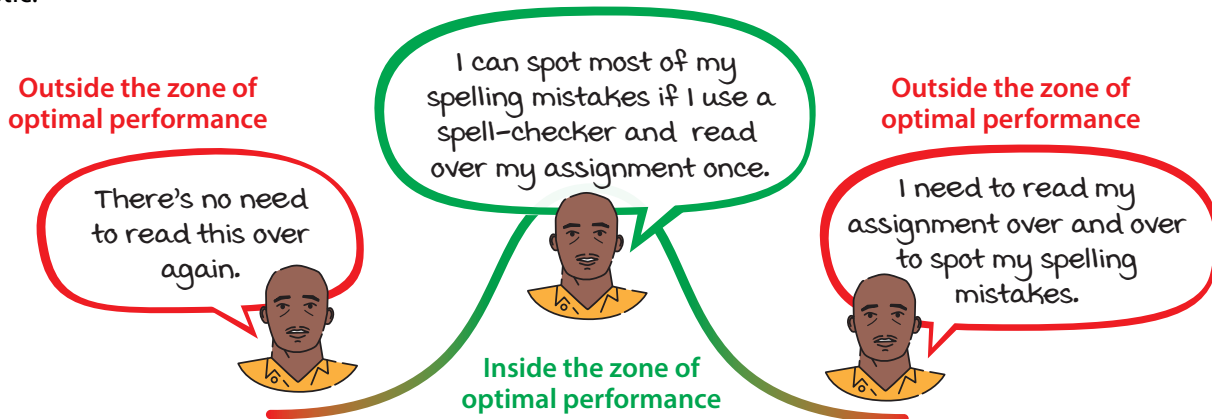 Outside the zone of
optimal performance
There's no need
to read this over
again.
I can spot most of my
spelling mistakes if I use a
spell-checker and read
over my assignment once.
Inside the zone of
optimal performance
Outside the zone of
optimal performance
I need to read my
assignment over and over
to spot my spelling
mistakes.